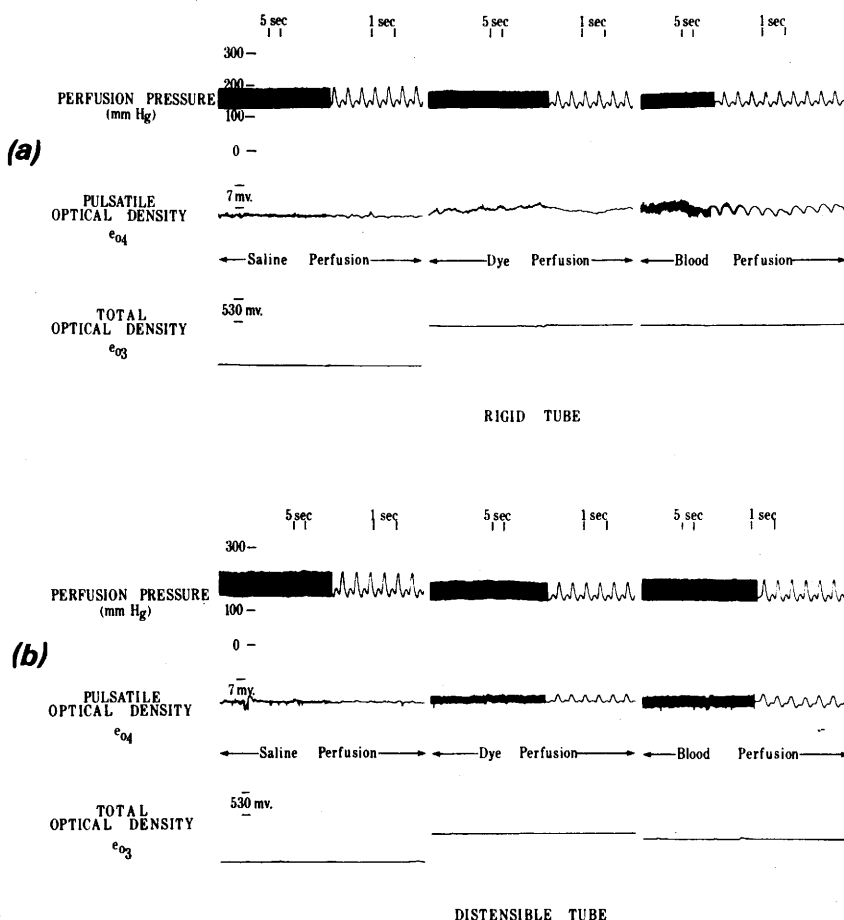 5 sec 1 sec 5 sec 1 sec 5 sec 1 sec
300
200
PERFUSION PRESSURE
(mm Hg)
100
(a)
0
7 mv.
PULSATILE
OPTICAL DENSITY
e04
Saline Perfusion Dye Perfusion Blood Perfusion
530 mv.
TOTAL
OPTICAL DENSITY
e03
RIGID TUBE
5 sec 1 sec 5 sec 1 sec 5 sec 1 sec
300
PERFUSION PRESSURE
(mm Hg)
100
0
(b)
7 mv.
PULSATILE
OPTICAL DENSITY
e04
Saline Perfusion Dye Perfusion Blood Perfusion
530 mv.
TOTAL
OPTICAL DENSITY
e03
DISTENSIBLE TUBE